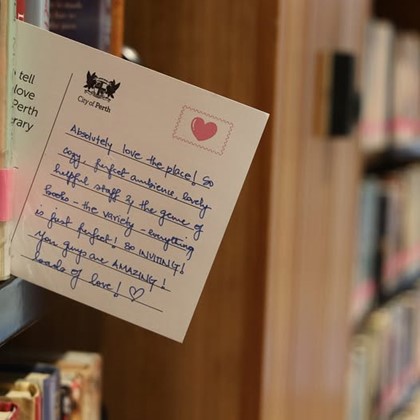 tell
love
Perth
rary
City of Perth
Absolutely love the place! So
cozy, perfect ambience, lovely
helpful staff & the genre of
books - the variety - everything
is just perfect! SO INVITING!
You guys are AMAZING!
loads of love! ♡